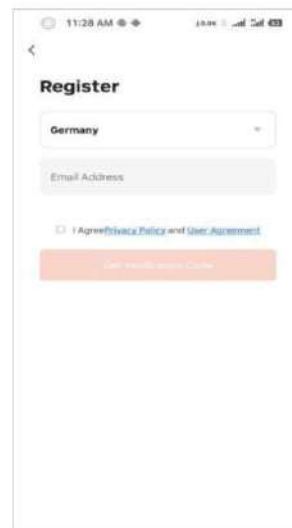 11:28 AM
Register
Germany
Email Address
I AgreePrivacy Policy and User Agreement
Get Verification Code